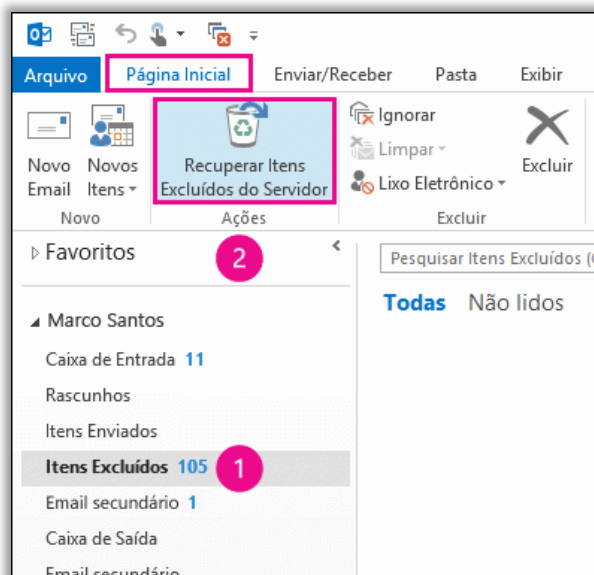 Arquivo Página Inicial Enviar/Receber Pasta Exibir
Novo Email
Novos Itens
Recuperar Itens
Excluídos do Servidor
Ignorar
Limpar
Lixo Eletrônico
Excluir
Novo Ações Excluir
Favoritos
2
Pesquisar Itens Excluídos (
Todas Não lidos
Marco Santos
Caixa de Entrada 11
Rascunhos
Itens Enviados
Itens Excluídos 105 1
Email secundário 1
Caixa de Saída
Email secundário